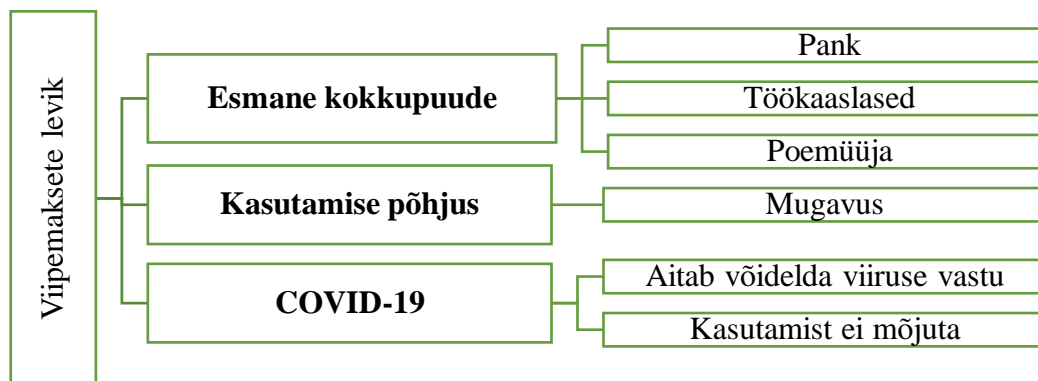 Viipemaksete levik
Esmane kokkupuude
Pank
Töökaaslased
Poemüüja
Kasutamise põhjus
Mugavus
COVID-19
Aitab võidelda viiruse vastu
Kasutamist ei mõjuta